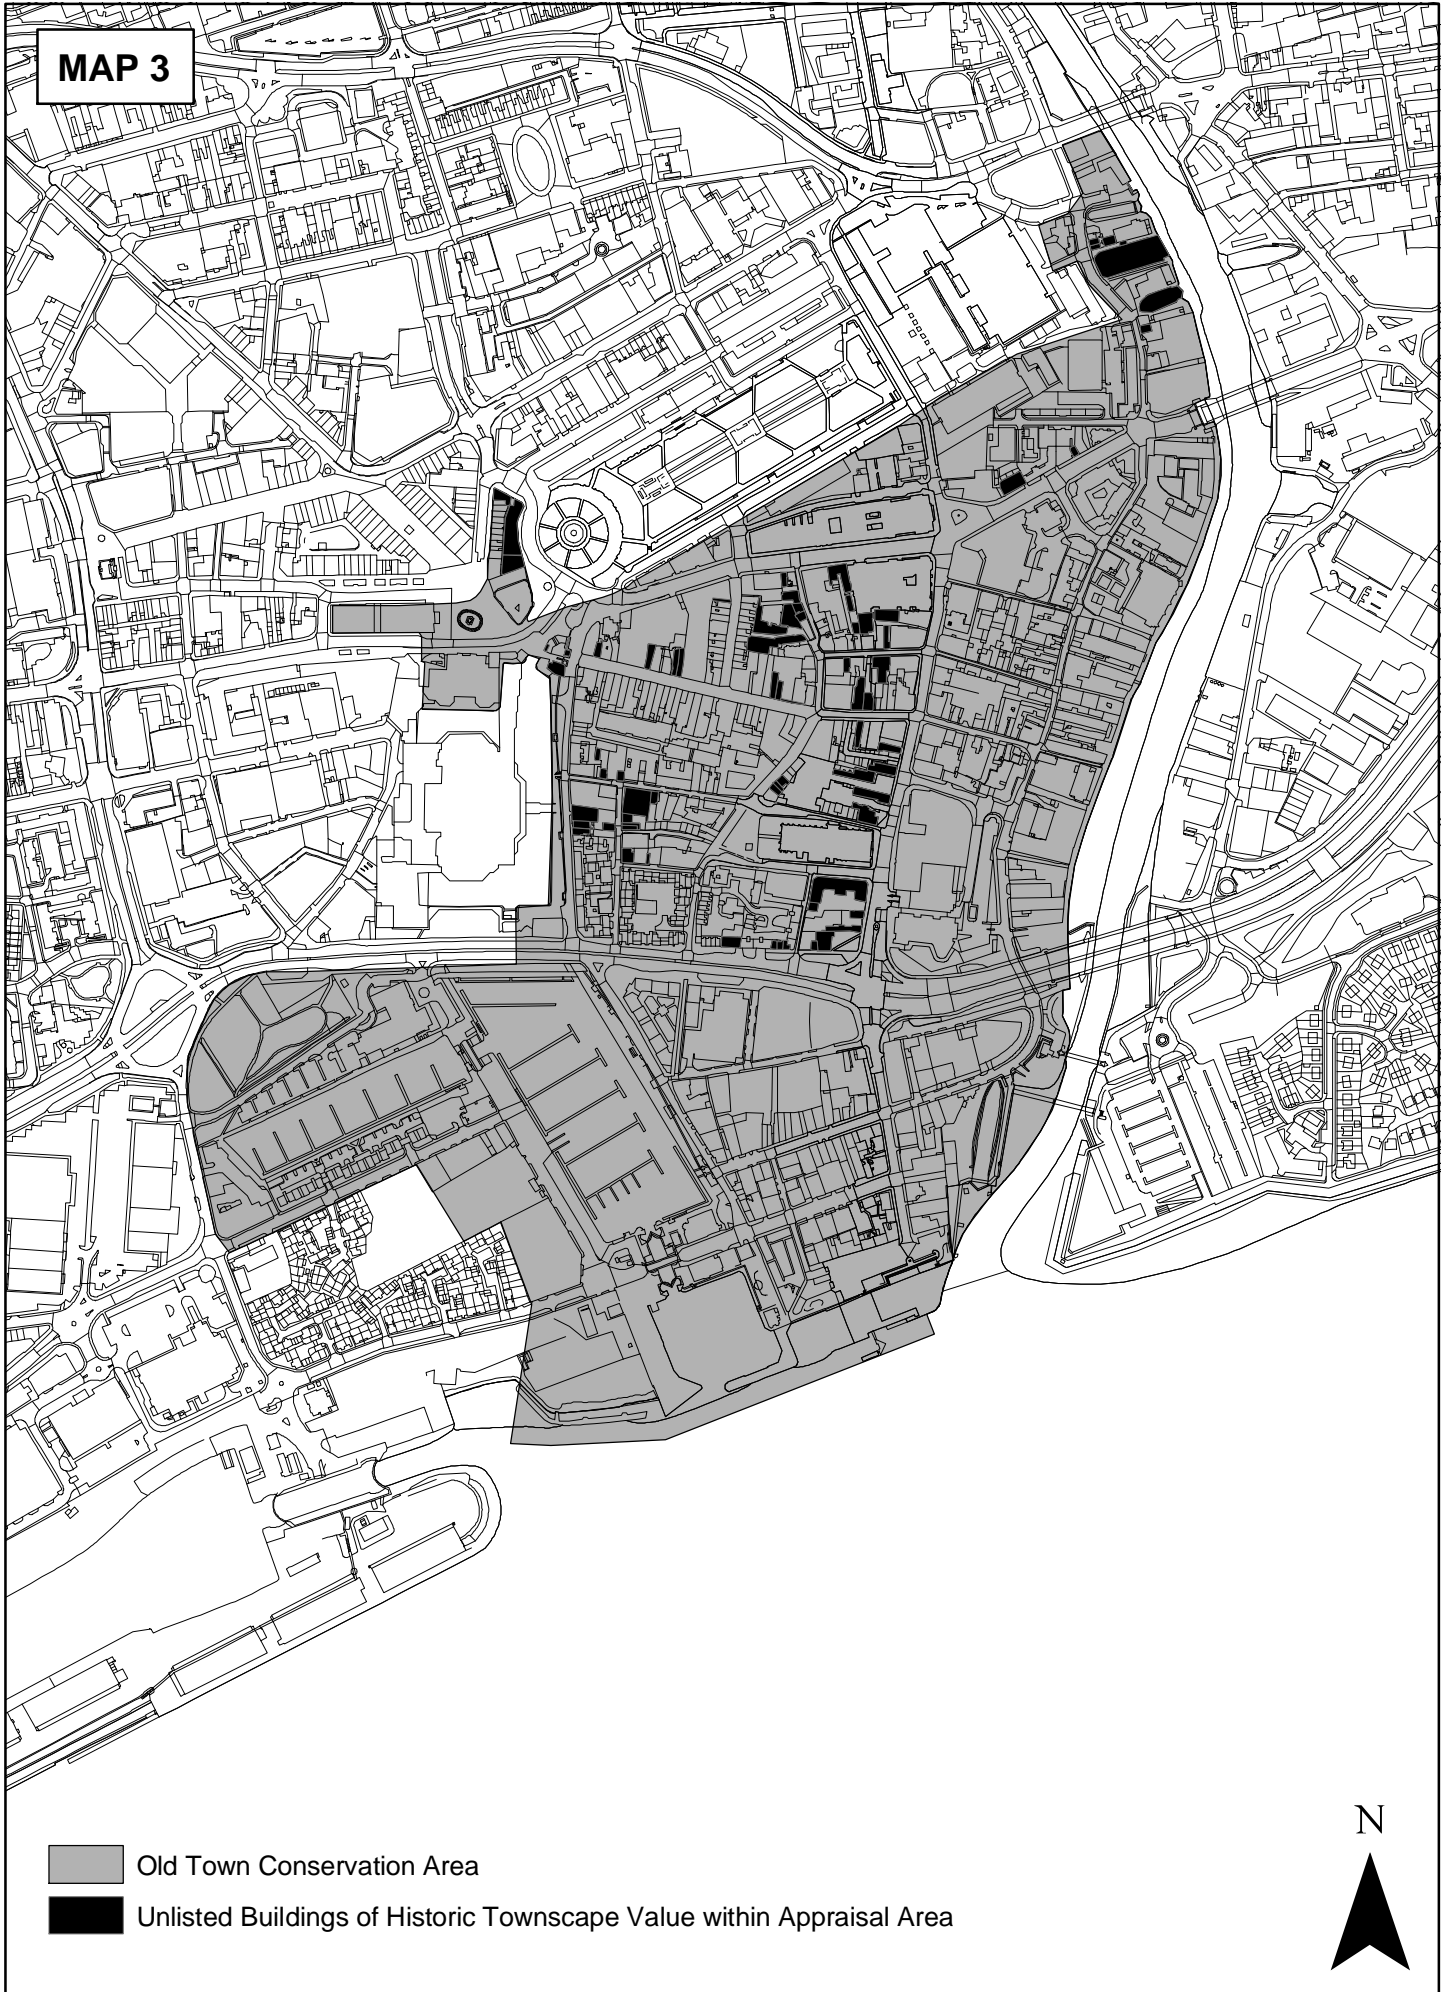 MAP 3
N
Old Town Conservation Area
Unlisted Buildings of Historic Townscape Value within Appraisal Area